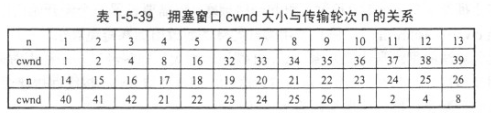 表 T-5-39 拥塞窗口 cwnd 大小与传输轮次 n 的关系
n 1 2 3 4 5 6 7 8 9 10 11 12 13
cwnd 1 2 4 8 16 32 33 34 35 36 37 38 39
n 14 15 16 17 18 19 20 21 22 23 24 25 26
cwnd 40 41 42 21 22 23 24 25 26 1 2 4 8